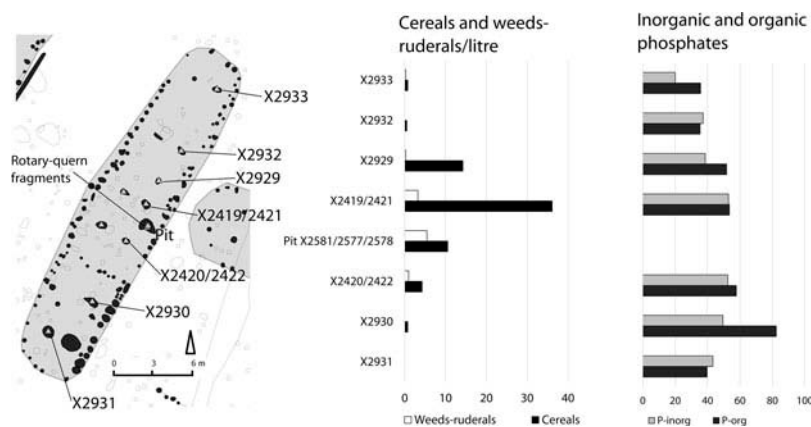 X2933
X2932
Rotary-quern
fragments
X2929
X2419/2421
Pit
X2420/2422
X2930
X2931
0 3 6 m
Cereals and weeds-
ruderals/litre
X2933
X2932
X2929
X2419/2421
Pit X2581/2577/2578
X2420/2422
X2930
X2931
0 10 20 30 40
Weeds-ruderals Cereals
Inorganic and organic
phosphates
0 20 40 60 80 100
P-inorg P-org